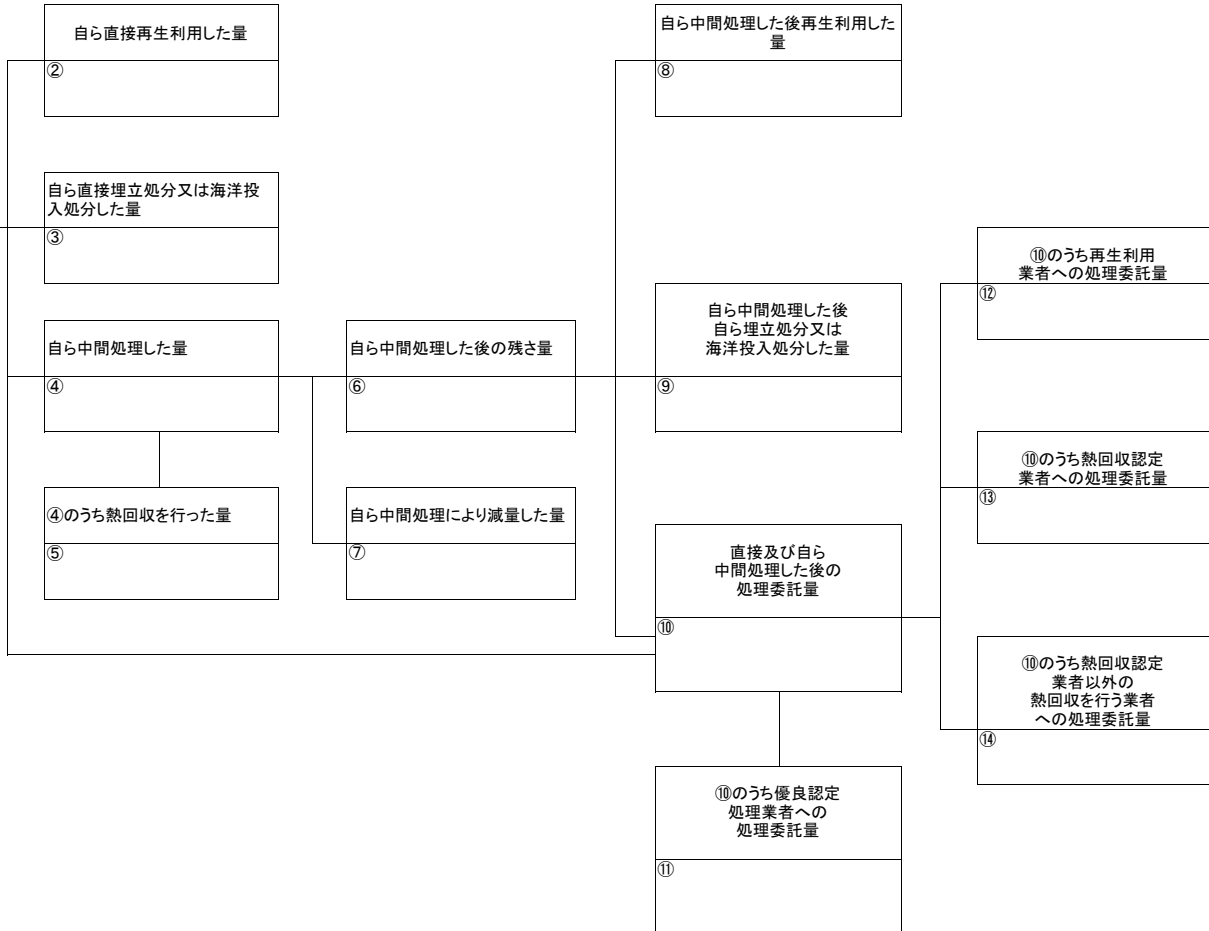 自ら直接再生利用した量
②
自ら直接埋立処分又は海洋投
入処分した量
③
自ら中間処理した量
④
④のうち熱回収を行った量
⑤
自ら中間処理した後の残さ量
⑥
自ら中間処理により減量した量
⑦
自ら中間処理した後再生利用した
量
⑧
自ら中間処理した後
自ら埋立処分又は
海洋投入処分した量
⑨
直接及び自ら
中間処理した後の
処理委託量
⑩
⑩のうち優良認定
処理業者への
処理委託量
⑪
⑩のうち再生利用
業者への処理委託量
⑫
⑩のうち熱回収認定
業者への処理委託量
⑬
⑩のうち熱回収認定
業者以外の
熱回収を行う業者
への処理委託量
⑭